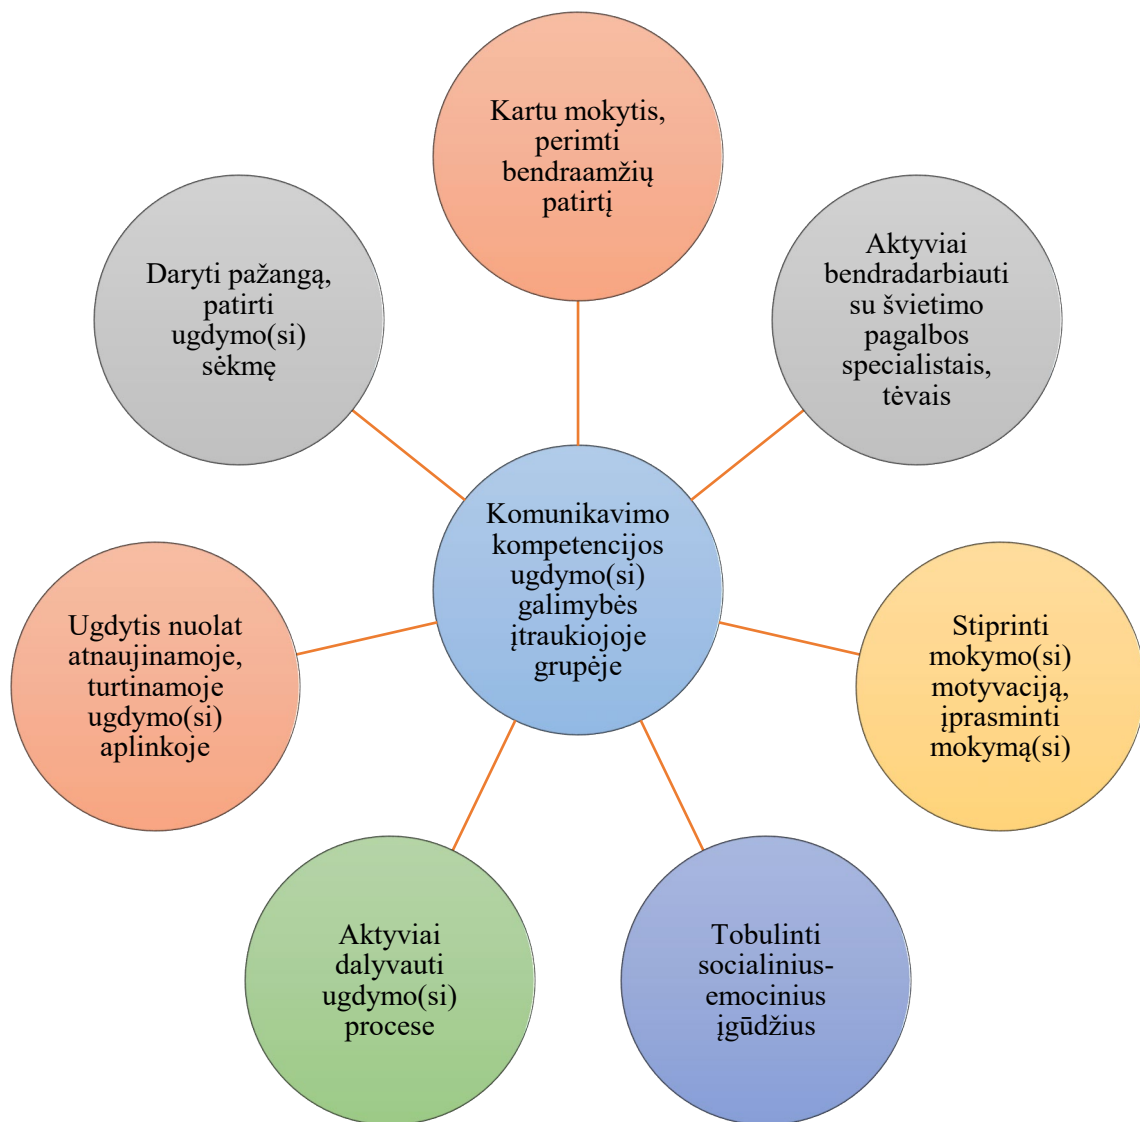 Kartu mokytis,
perimti
bendraamžių
patirtį
Aktyviai
bendradarbiauti
su švietimo
pagalbos
specialistais,
tėvais
Stiprinti
mokymo(si)
motyvaciją,
įprasminti
mokymą(si)
Tobulinti
socialinius-
emocinius
įgūdžius
Aktyviai
dalyvauti
ugdymo(si)
procese
Ugdytis nuolat
atnaujinamoje,
turtinamoje
ugdymo(si)
aplinkoje
Daryti pažangą,
patirti
ugdymo(si)
sėkmę
Komunikavimo
kompetencijos
ugdymo(si)
galimybės
įtraukiojoje
grupėje